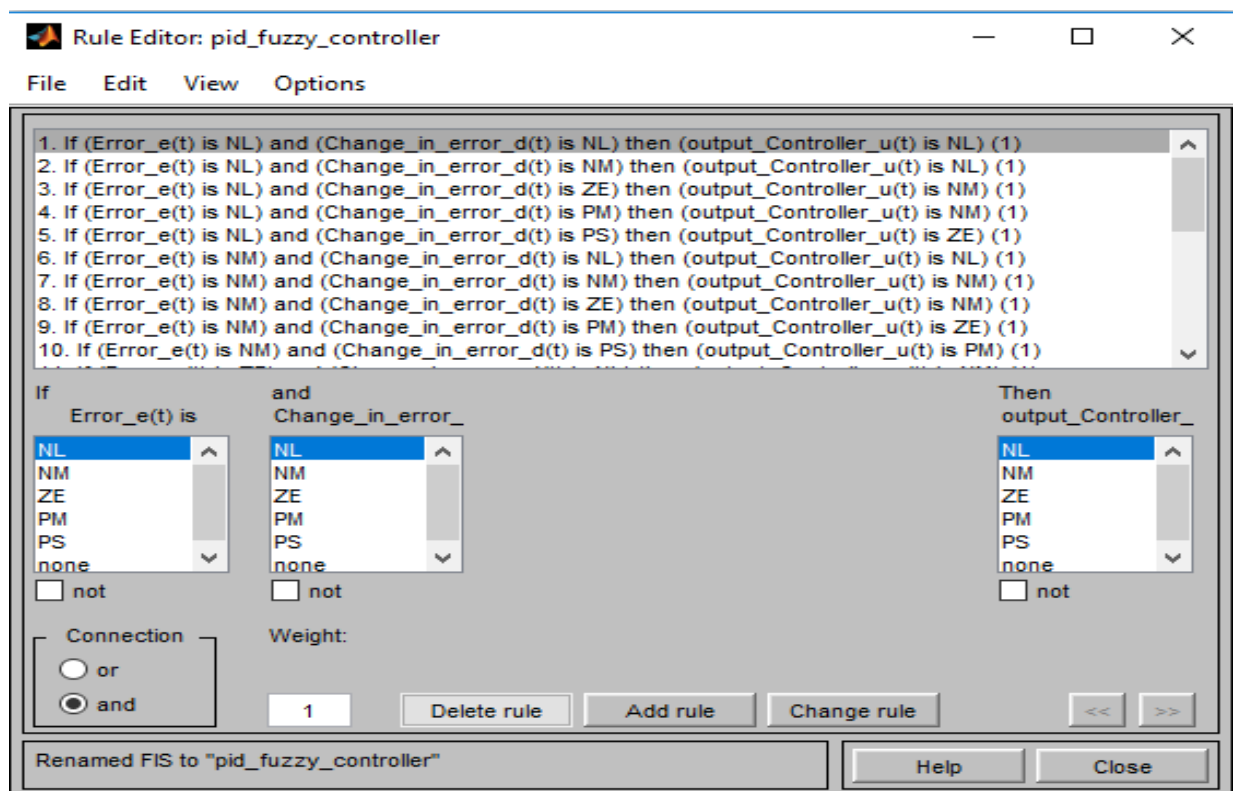 Rule Editor: pid_fuzzy_controller
File Edit View Options
1. If (Error_e(t) is NL) and (Change_in_error_d(t) is NL) then (output_Controller_u(t) is NL) (1)
2. If (Error_e(t) is NL) and (Change_in_error_d(t) is NM) then (output_Controller_u(t) is NL) (1)
3. If (Error_e(t) is NL) and (Change_in_error_d(t) is ZE) then (output_Controller_u(t) is NM) (1)
4. If (Error_e(t) is NL) and (Change_in_error_d(t) is PM) then (output_Controller_u(t) is NM) (1)
5. If (Error_e(t) is NL) and (Change_in_error_d(t) is PS) then (output_Controller_u(t) is ZE) (1)
6. If (Error_e(t) is NM) and (Change_in_error_d(t) is NL) then (output_Controller_u(t) is NL) (1)
7. If (Error_e(t) is NM) and (Change_in_error_d(t) is NM) then (output_Controller_u(t) is NM) (1)
8. If (Error_e(t) is NM) and (Change_in_error_d(t) is ZE) then (output_Controller_u(t) is NM) (1)
9. If (Error_e(t) is NM) and (Change_in_error_d(t) is PM) then (output_Controller_u(t) is ZE) (1)
10. If (Error_e(t) is NM) and (Change_in_error_d(t) is PS) then (output_Controller_u(t) is PM) (1)
If
Error_e(t) is
NL
NM
ZE
PM
PS
none
not
and
Change_in_error_
NL
NM
ZE
PM
PS
none
not
Then
output_Controller_
NL
NM
ZE
PM
PS
none
not
Connection
or
and
Weight:
1
Delete rule
Add rule
Change rule
<<
>>
Renamed FIS to "pid_fuzzy_controller"
Help
Close